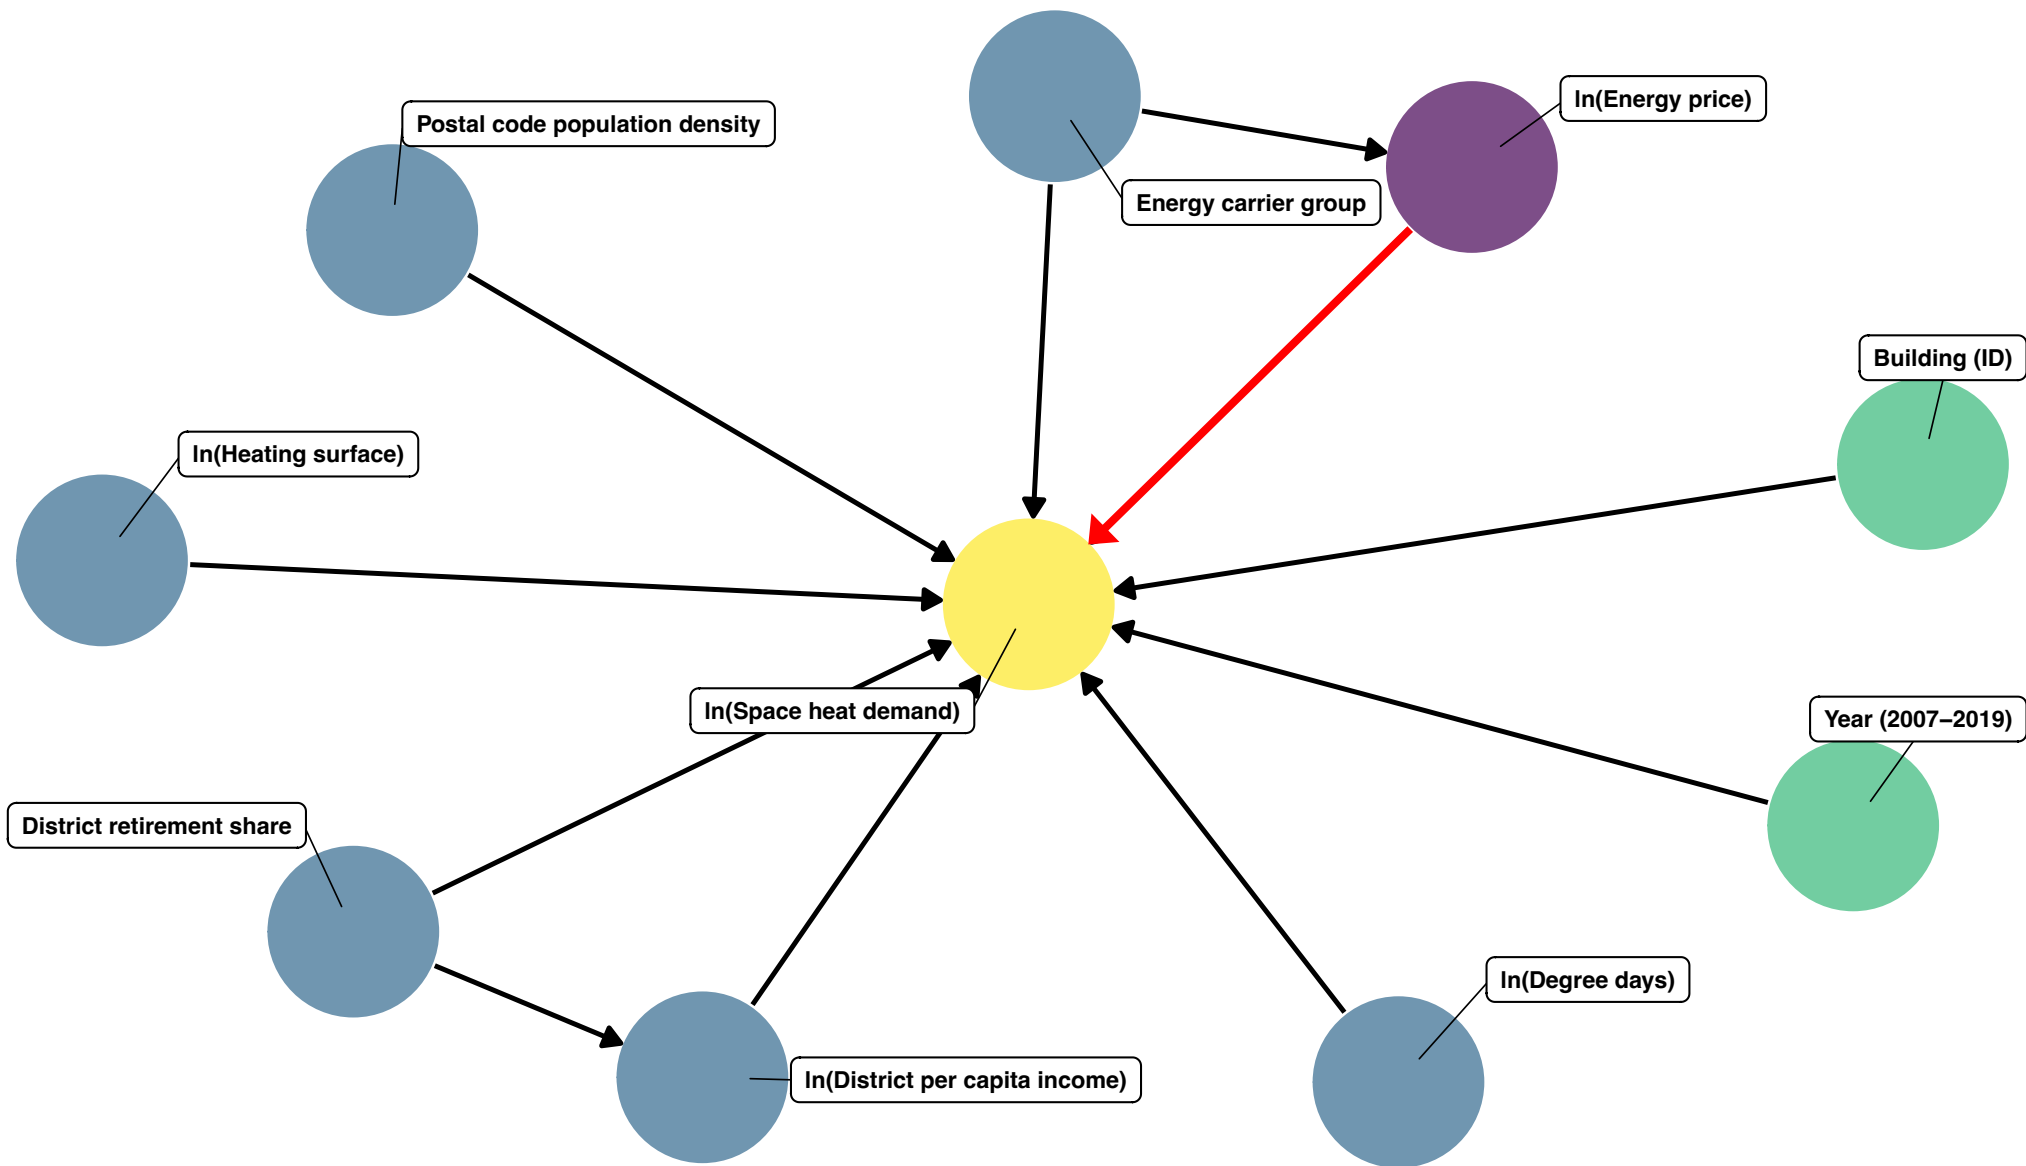 ln(Energy price)
Postal code population density
Energy carrier group
Building (ID)
ln(Heating surface)
ln(Space heat demand)
Year (2007–2019)
District retirement share
ln(Degree days)
ln(District per capita income)